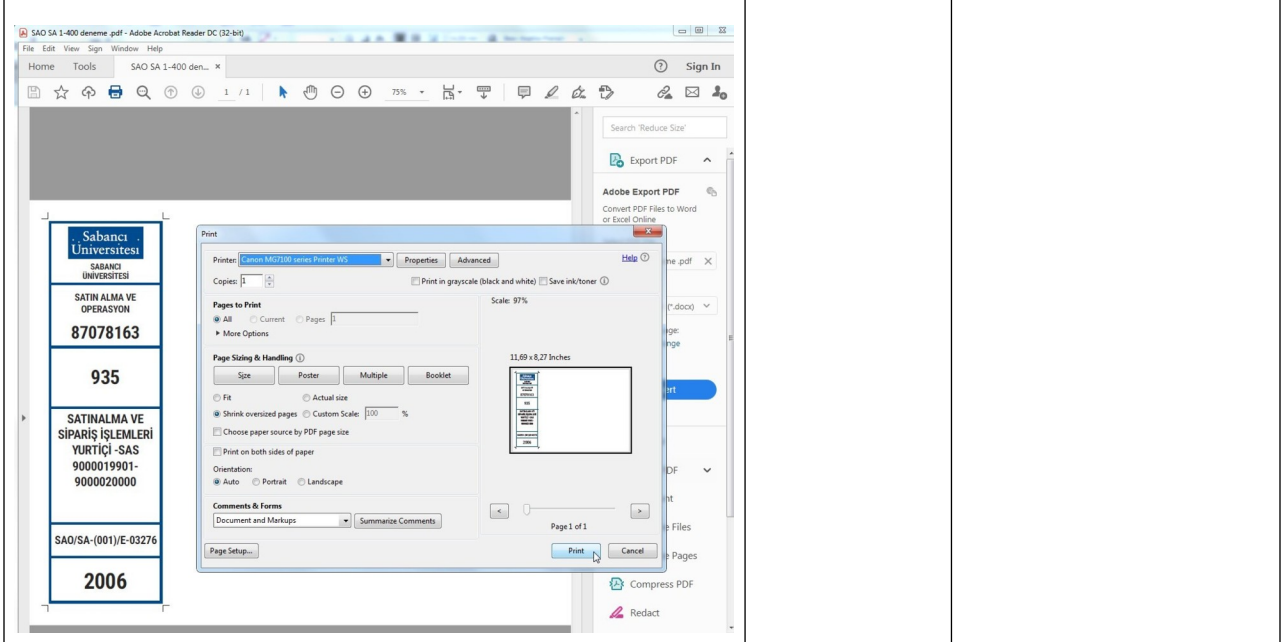 SAO SA 1-400 deneme .pdf - Adobe Acrobat Reader DC (32-bit)
File Edit View Sign Window Help
Home Tools SAO SA 1-400 den... × Sign In
1 / 1 75%
Search 'Reduce Size'
Export PDF
Adobe Export PDF
Convert PDF Files to Word
or Excel Online
Sabancı
Üniversitesi
SABANCI
ÜNİVERSİTESİ
SATIN ALMA VE
OPERASYON
87078163
935
SATINALMA VE
SİPARİŞ İŞLEMLERİ
YURTİÇİ -SAS
9000019901-
9000020000
SAO/SA-(001)/E-03276
2006
Print
Printer: Canon MG7100 series Printer WS Properties Advanced Help
Copies: 1 Print in grayscale (black and white) Save ink/toner
Pages to Print
All Current Pages 1
More Options
Scale: 97%
Page Sizing & Handling
Size Poster Multiple Booklet
Fit Actual size
Shrink oversized pages Custom Scale: 100 %
Choose paper source by PDF page size
Print on both sides of paper
Orientation:
Auto Portrait Landscape
Comments & Forms
Document and Markups Summarize Comments
11,69 x 8,27 Inches
Page 1 of 1
Page Setup... Print Cancel
me .pdf
(*.docx)
Files
Pages
Compress PDF
Redact